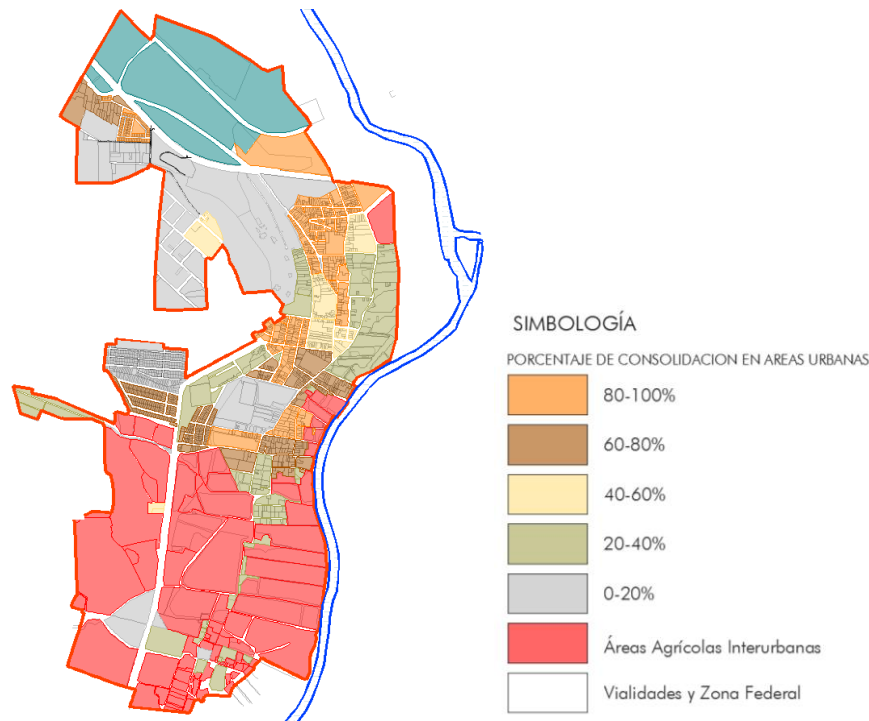 SIMBOLOGÍA
PORCENTAJE DE CONSOLIDACION EN AREAS URBANAS
80-100%
60-80%
40-60%
20-40%
0-20%
Áreas Agrícolas Interurbanas
Vialidades y Zona Federal